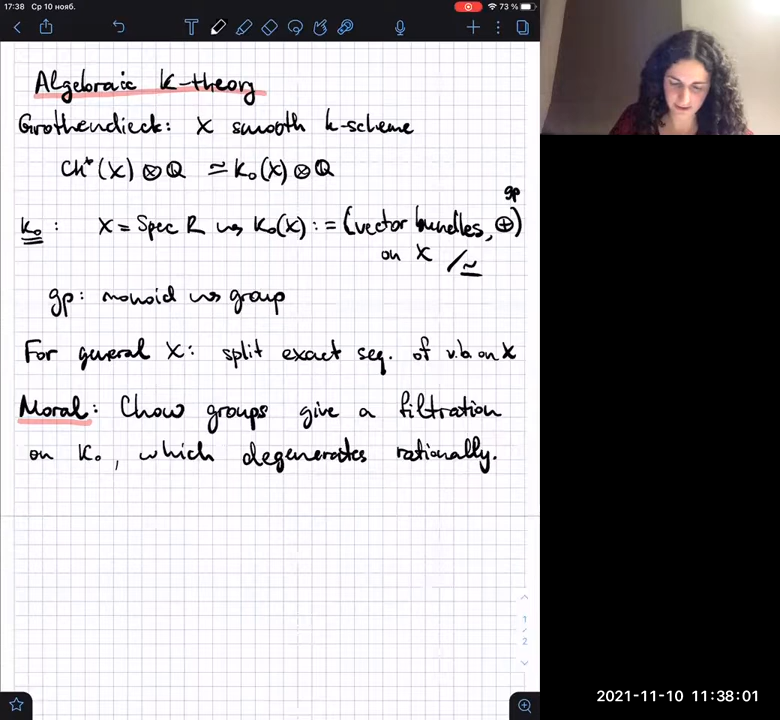 17:38 Ср 10 нояб.
73 %
Algebraic K-theory
Grothendieck: X smooth k-scheme
Ch*(X) ⊗ Q ≃ K₀(X) ⊗ Q
K₀: X = Spec R ⇝ K₀(X) := (vector bundles, ⊕)^gp
on X /≃
gp: monoid ⇝ group
For general X: split exact seq. of v.b. on X
Moral: Chow groups give a filtration
on K₀, which degenerates rationally.
1
2
2021-11-10 11:38:01